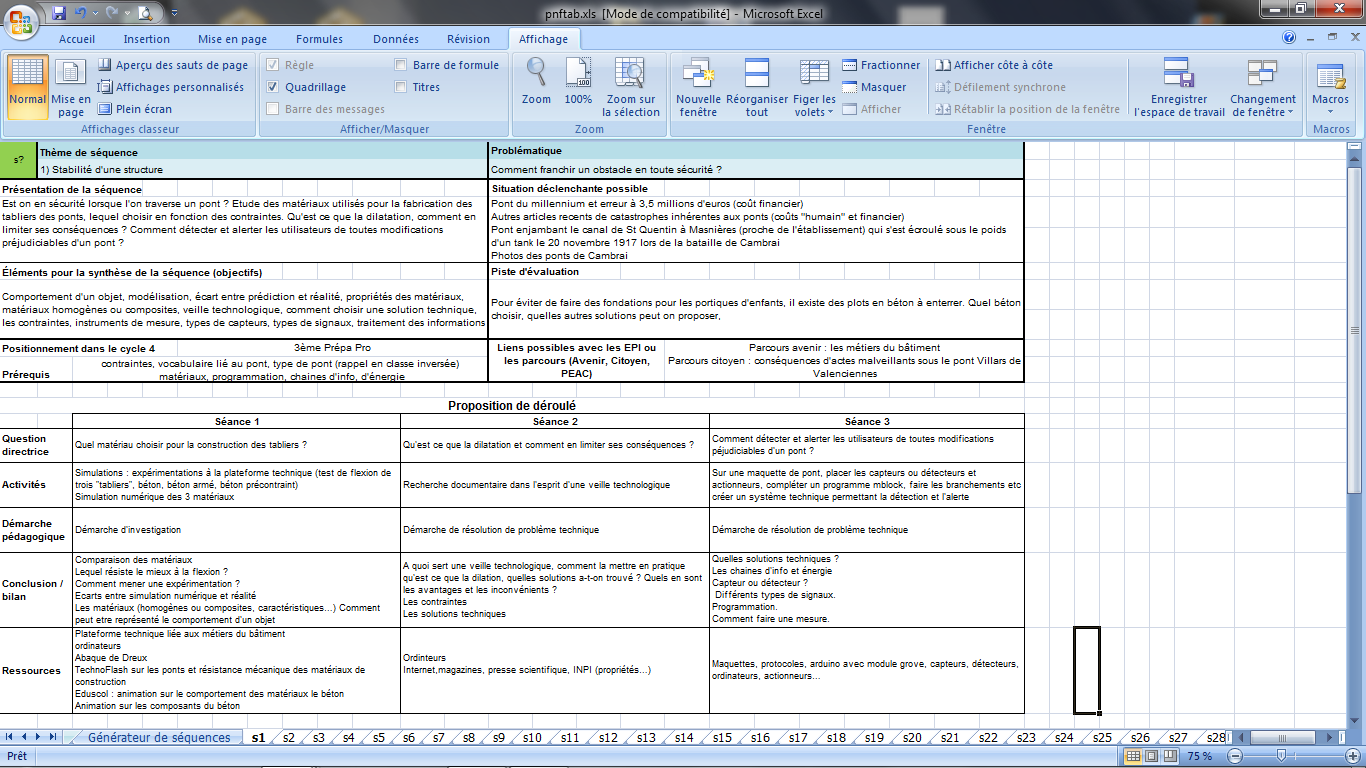 pnftab.xls [Mode de compatibilité] - Microsoft Excel
Accueil Insertion Mise en page Formules Données Révision Affichage
Normal
Mise en page
Aperçu des sauts de page
Affichages personnalisés
Plein écran
Affichages classeur
Règle
Quadrillage
Barre des messages
Barre de formule
Titres
Afficher/Masquer
Zoom
100%
Zoom sur la sélection
Zoom
Nouvelle fenêtre
Réorganiser tout
Figer les volets
Fractionner
Masquer
Afficher
Afficher côte à côte
Défilement synchrone
Rétablir la position de la fenêtre
Enregistrer l'espace de travail
Changement de fenêtre
Fenêtre
Macros
Macros
s?
Thème de séquence
1) Stabilité d'une structure
Problématique
Comment franchir un obstacle en toute sécurité ?
Présentation de la séquence
Est on en sécurité lorsque l'on traverse un pont ? Etude des matériaux utilisés pour la fabrication des
tabliers des ponts, lequel choisir en fonction des contraintes. Qu'est ce que la dilatation, comment en
limiter ses conséquences ? Comment détecter et alerter les utilisateurs de toutes modifications
préjudiciables d'un pont ?
Situation déclenchante possible
Pont du millennium et erreur à 3,5 millions d'euros (coût financier)
Autres articles recents de catastrophes inhérentes aux ponts (coûts "humain" et financier)
Pont enjambant le canal de St Quentin à Masnières (proche de l'établissement) qui s'est écroulé sous le poids
d'un tank le 20 novembre 1917 lors de la bataille de Cambrai
Photos des ponts de Cambrai
Éléments pour la synthèse de la séquence (objectifs)
Comportement d'un objet, modélisation, écart entre prédiction et réalité, propriétés des matériaux,
matériaux homogènes ou composites, veille technologique, comment choisir une solution technique,
les contraintes, instruments de mesure, types de capteurs, types de signaux, traitement des informations
Piste d'évaluation
Pour éviter de faire des fondations pour les portiques d'enfants, il existe des plots en béton à enterrer. Quel béton
choisir, quelles autres solutions peut on proposer,
Positionnement dans le cycle 4
3ème Prépa Pro
Prérequis
contraintes, vocabulaire lié au pont, type de pont (rappel en classe inversée)
matériaux, programmation, chaines d'info, d'énergie
Liens possibles avec les EPI ou
les parcours (Avenir, Citoyen,
PEAC)
Parcours avenir : les métiers du bâtiment
Parcours citoyen : conséquences d'actes malveillants sous le pont Villars de
Valenciennes
Proposition de déroulé
Séance 1 Séance 2 Séance 3
Question
directrice
Quel matériau choisir pour la construction des tabliers ?
Qu'est ce que la dilatation et comment en limiter ses conséquences ?
Comment détecter et alerter les utilisateurs de toutes modifications
péjudiciables d'un pont ?
Activités
Simulations : expérimentations à la plateforme technique (test de flexion de
trois "tabliers", béton, béton armé, béton précontraint)
Simulation numérique des 3 matériaux
Recherche documentaire dans l'esprit d'une veille technologique
Sur une maquette de pont, placer les capteurs ou détecteurs et
actionneurs, compléter un programme mblock, faire les branchements etc
créer un système technique permettant la détection et l'alerte
Démarche
pédagogique
Démarche d'investigation
Démarche de résolution de problème technique
Démarche de résolution de problème technique
Conclusion /
bilan
Comparaison des matériaux
Lequel résiste le mieux à la flexion ?
Comment mener une expérimentation ?
Ecarts entre simulation numérique et réalité
Les matériaux (homogènes ou composites, caractéristiques...) Comment
peut etre représenté le comportement d'un objet
A quoi sert une veille technologique, comment la mettre en pratique
qu'est ce que la dilation, quelles solutions a-t-on trouvé ? Quels en sont
les avantages et les inconvénients ?
Les contraintes
Les solutions techniques
Quelles solutions techniques ?
Les chaines d'info et énergie
Capteur ou détecteur ?
Différents types de signaux.
Programmation.
Comment faire une mesure.
Ressources
Plateforme technique liée aux métiers du bâtiment
ordinateurs
Abaque de Dreux
TechnoFlash sur les ponts et résistance mécanique des matériaux de
construction
Eduscol : animation sur le comportement des matériaux le béton
Animation sur les composants du béton
Ordinteurs
Internet,magazines, presse scientifique, INPI (propriétés...)
Maquettes, protocoles, arduino avec module grove, capteurs, détecteurs,
ordinateurs, actionneurs...
Générateur de séquences s1 s2 s3 s4 s5 s6 s7 s8 s9 s10 s11 s12 s13 s14 s15 s16 s17 s18 s19 s20 s21 s22 s23 s24 s25 s26 s27 s28
Prêt
75 %